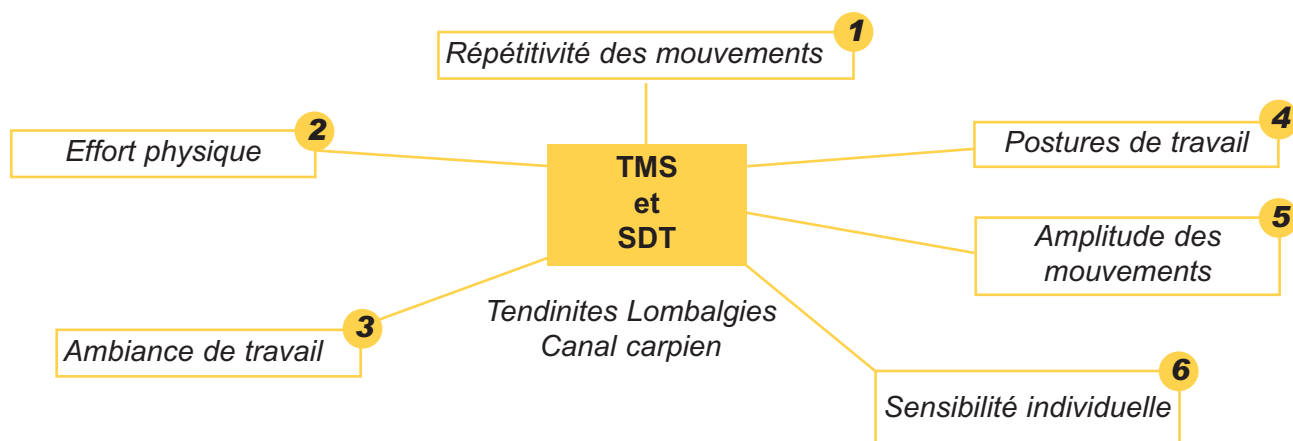 1
Répétitivité des mouvements
2
Effort physique
4
Postures de travail
TMS
et
SDT
5
Amplitude des
mouvements
3
Ambiance de travail
Tendinites Lombalgies
Canal carpien
6
Sensibilité individuelle